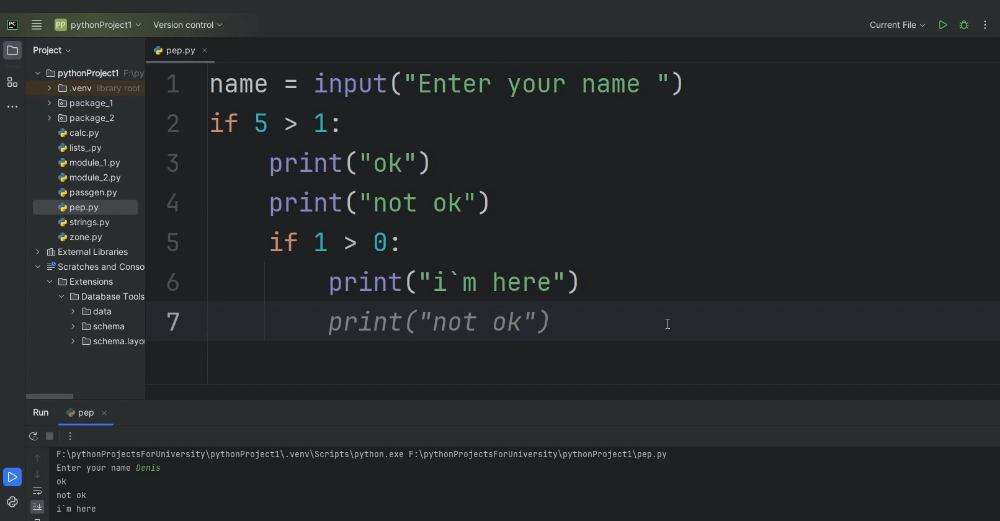 PC
PP pythonProject1
Version control
Current File
Project
pep.py
pythonProject1 F:\py
.venv library root
package_1
package_2
calc.py
lists_.py
module_1.py
module_2.py
passgen.py
pep.py
strings.py
zone.py
External Libraries
Scratches and Conso
Extensions
Database Tools
data
schema
schema.layou
1 name = input("Enter your name ")
2 if 5 > 1:
3 print("ok")
4 print("not ok")
5 if 1 > 0:
6 print("i`m here")
7 print("not ok")
Run pep
F:\pythonProjectsForUniversity\pythonProject1\.venv\Scripts\python.exe F:\pythonProjectsForUniversity\pythonProject1\pep.py
Enter your name Denis
ok
not ok
i`m here